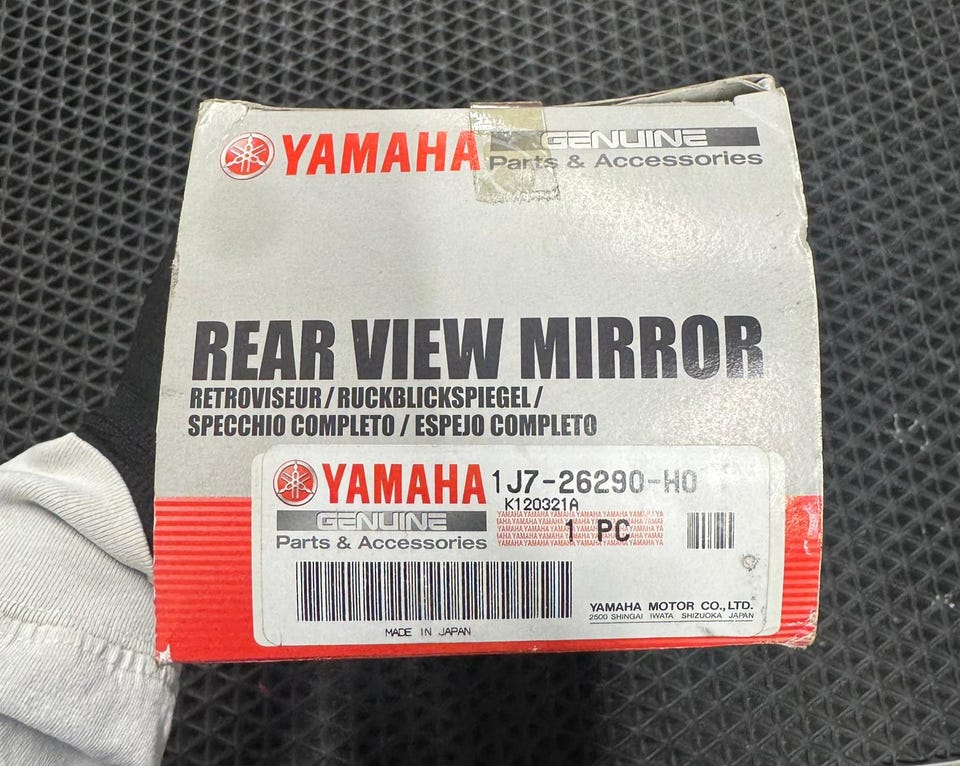 YAMAHA GENUINE
Parts & Accessories
REAR VIEW MIRROR
RETROVISEUR / RUCKBLICKSPIEGEL /
SPECCHIO COMPLETO / ESPEJO COMPLETO
YAMAHA 1J7-26290-H0
K120321A
GENUINE
1 PC
Parts & Accessories
YAMAHA MOTOR CO., LTD.
2500 SHINGAI IWATA SHIZUOKA JAPAN
MADE IN JAPAN